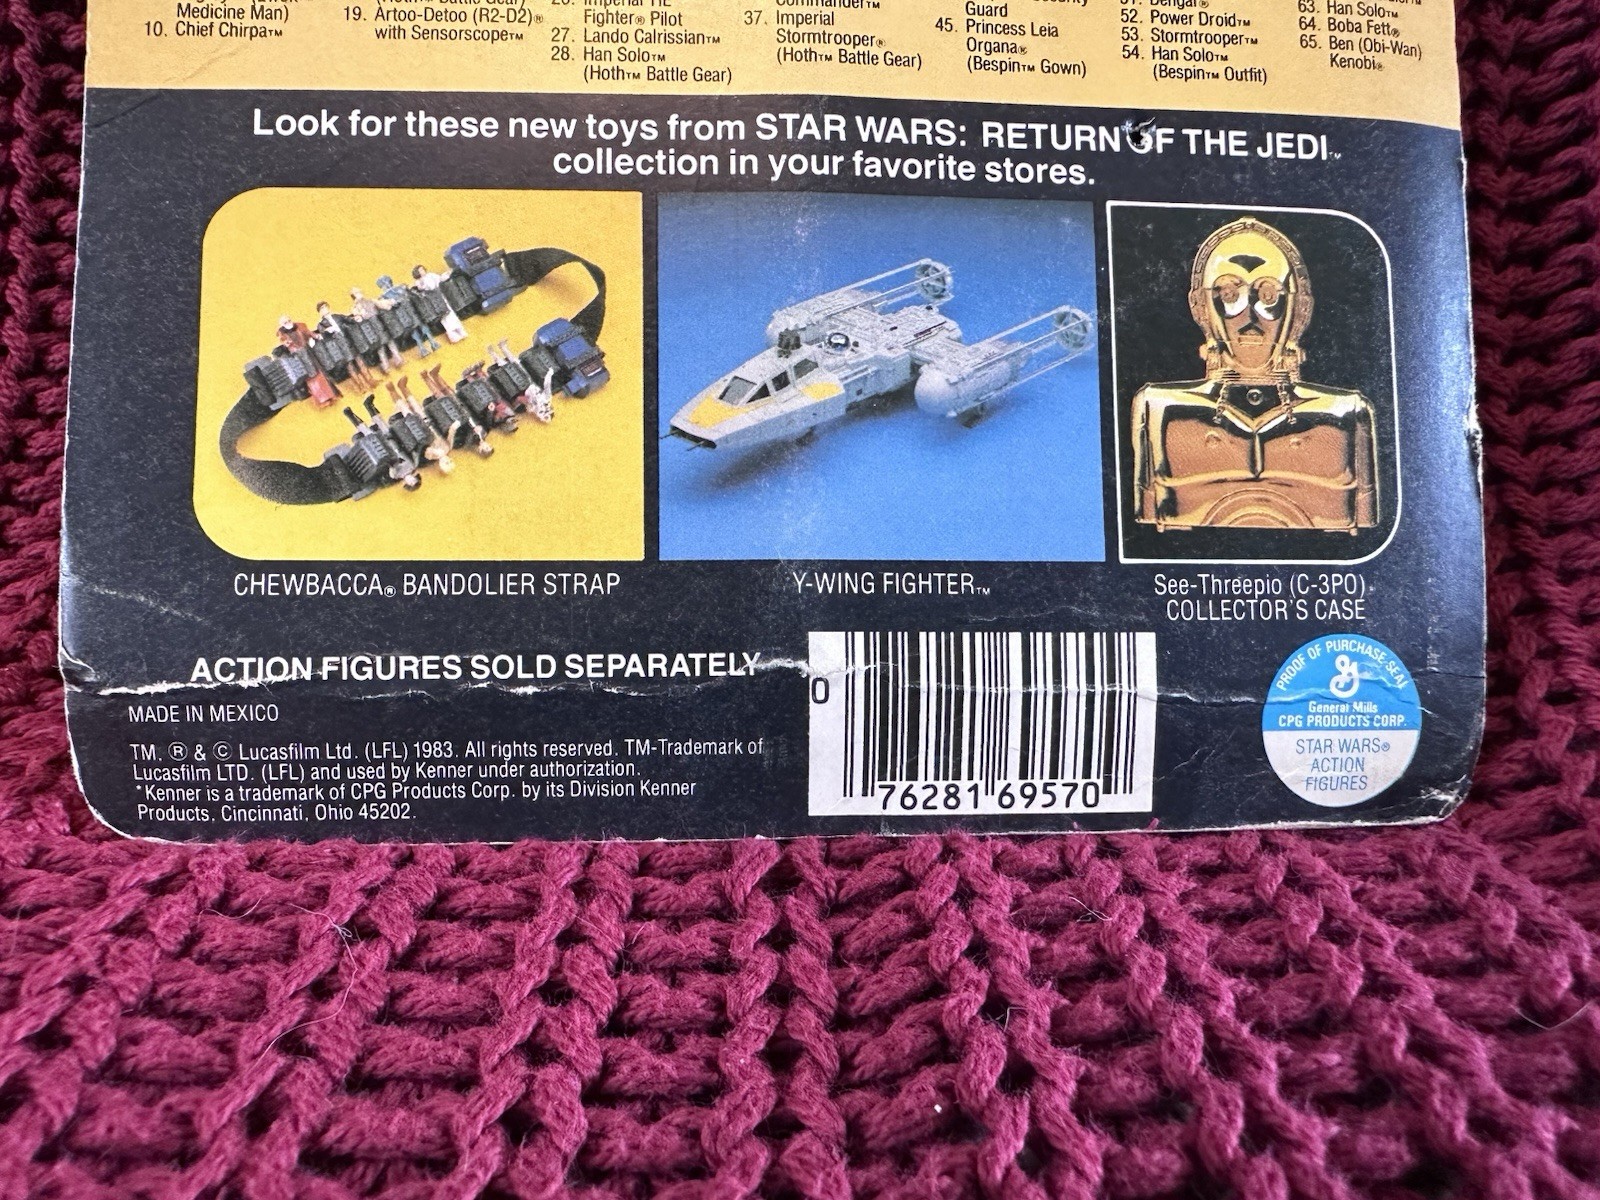 Medicine Man)
10. Chief Chirpa™
19. Artoo-Detoo (R2-D2)®
with Sensorscope™
Fighter® Pilot
27. Lando Calrissian™
28. Han Solo™
(Hoth™ Battle Gear)
37. Imperial
Stormtrooper®
(Hoth™ Battle Gear)
Guard
45. Princess Leia
Organa®
(Bespin™ Gown)
52. Power Droid™
53. Stormtrooper™
54. Han Solo™
(Bespin™ Outfit)
63. Han Solo™
64. Boba Fett®
65. Ben (Obi-Wan)
Kenobi®
Look for these new toys from STAR WARS: RETURN OF THE JEDI™
collection in your favorite stores.
CHEWBACCA® BANDOLIER STRAP
Y-WING FIGHTER™
See-Threepio (C-3PO)
COLLECTOR'S CASE
ACTION FIGURES SOLD SEPARATELY
MADE IN MEXICO
TM, ® & © Lucasfilm Ltd. (LFL) 1983. All rights reserved. TM-Trademark of
Lucasfilm LTD. (LFL) and used by Kenner under authorization.
*Kenner is a trademark of CPG Products Corp. by its Division Kenner
Products, Cincinnati, Ohio 45202.
0 76281 69570
PROOF OF PURCHASE SEAL
G
General Mills
CPG PRODUCTS CORP.
STAR WARS®
ACTION
FIGURES